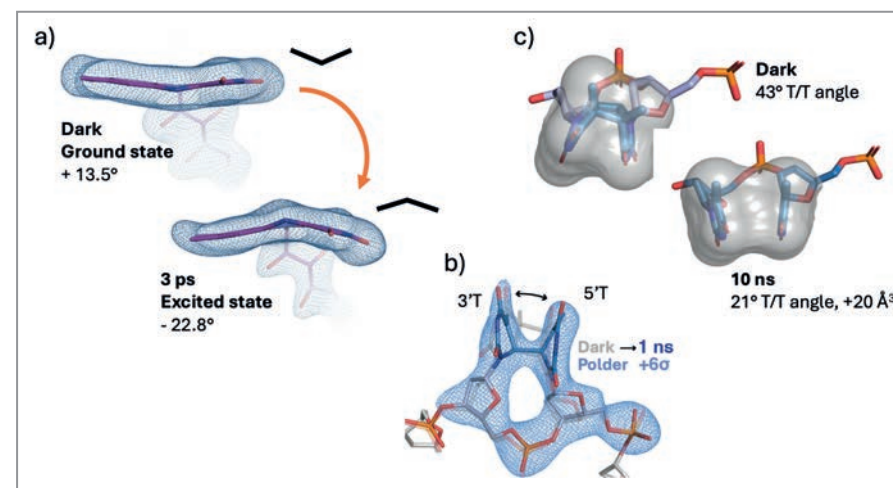 a)
Dark
Ground state
+ 13.5°
3 ps
Excited state
- 22.8°
c)
Dark
43° T/T angle
10 ns
21° T/T angle, +20 Å³
b)
3'T
5'T
Dark → 1 ns
Polder +6σ